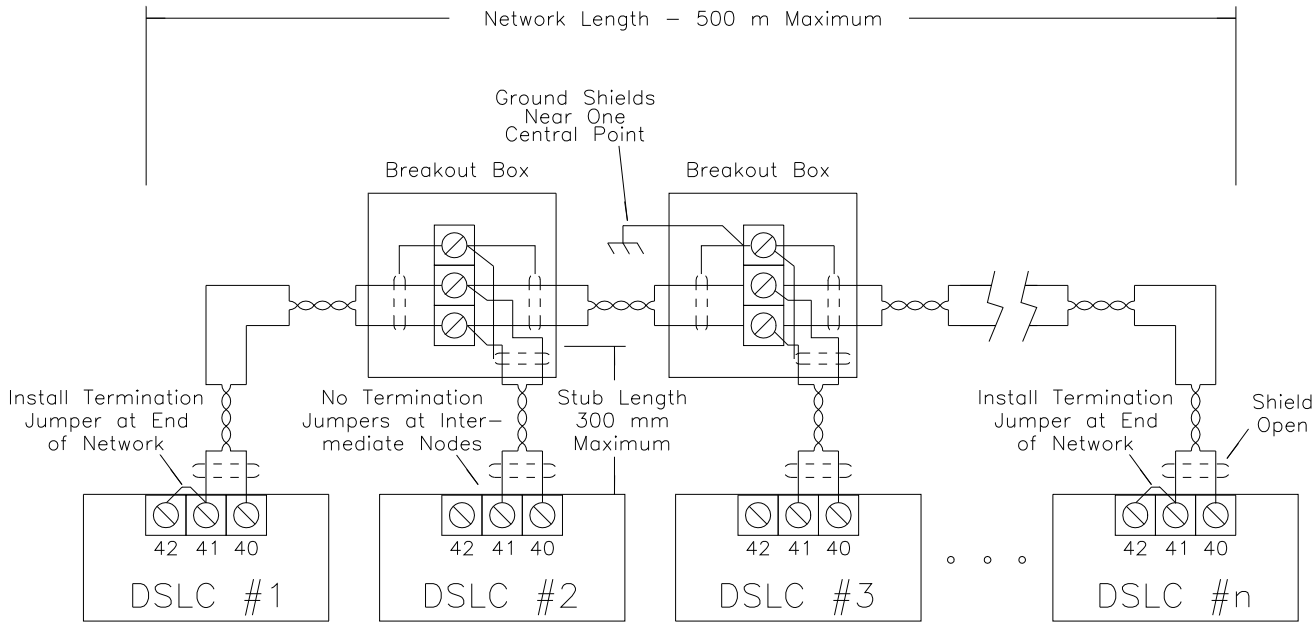 Network Length - 500 m Maximum
Ground Shields
Near One
Central Point
Breakout Box
Breakout Box
Install Termination
Jumper at End
of Network
No Termination
Jumpers at Inter-
mediate Nodes
Stub Length
300 mm
Maximum
Install Termination
Jumper at End
of Network
Shield
Open
42 41 40
42 41 40
42 41 40
42 41 40
DSLC #1
DSLC #2
DSLC #3
DSLC #n